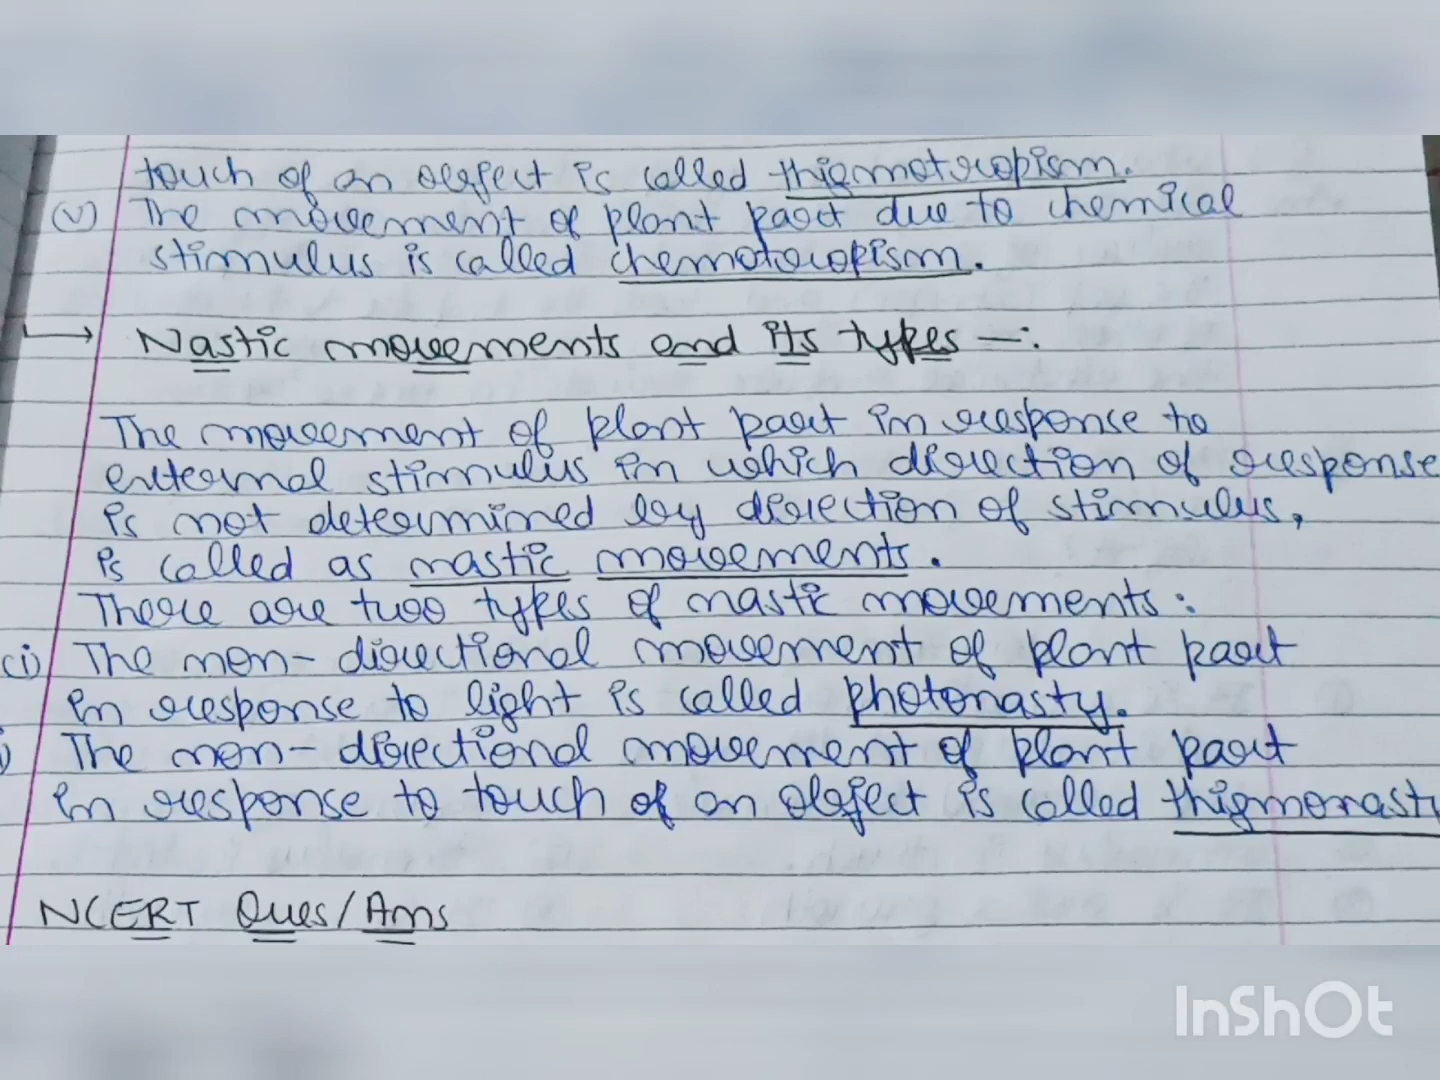 touch of an object is called thigmotropism.
(v) The movement of plant part due to chemical
stimulus is called chemotropism.
→ Nastic movements and its types —:
The movement of plant part in response to
external stimulus in which direction of response
is not determined by direction of stimulus,
is called as nastic movements.
There are two types of nastic movements:
(i) The non-directional movement of plant part
in response to light is called photonasty.
i) The non-directional movement of plant part
in response to touch of an object is called thigmonasty
NCERT Ques/Ans
InShOt